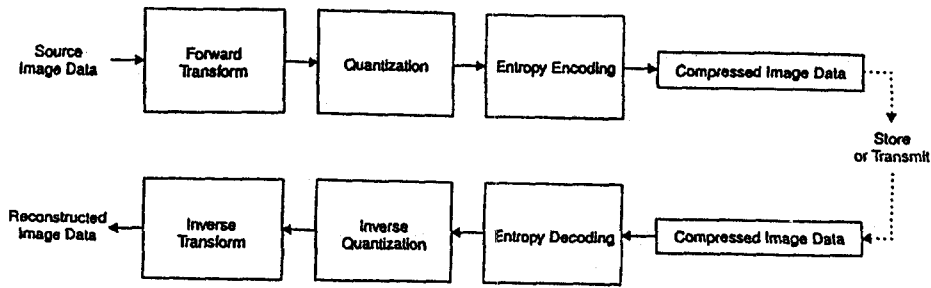 Source
Image Data
Forward
Transform
Quantization
Entropy Encoding
Compressed Image Data
Store
or Transmit
Reconstructed
Image Data
Inverse
Transform
Inverse
Quantization
Entropy Decoding
Compressed Image Data